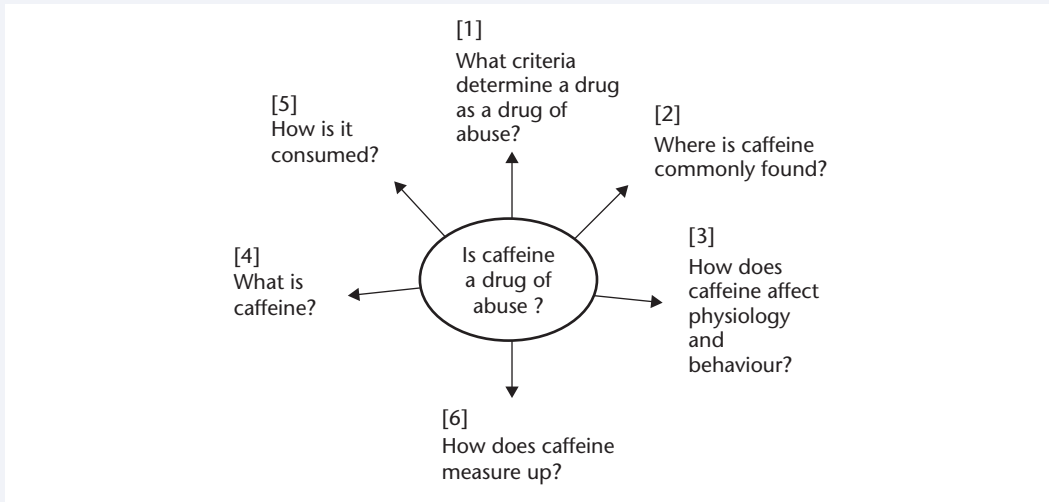 [1]
What criteria
determine a drug
as a drug of
abuse?
[5]
How is it
consumed?
[2]
Where is caffeine
commonly found?
[3]
How does
caffeine affect
physiology
and
behaviour?
[4]
What is
caffeine?
Is caffeine
a drug of
abuse ?
[6]
How does caffeine
measure up?